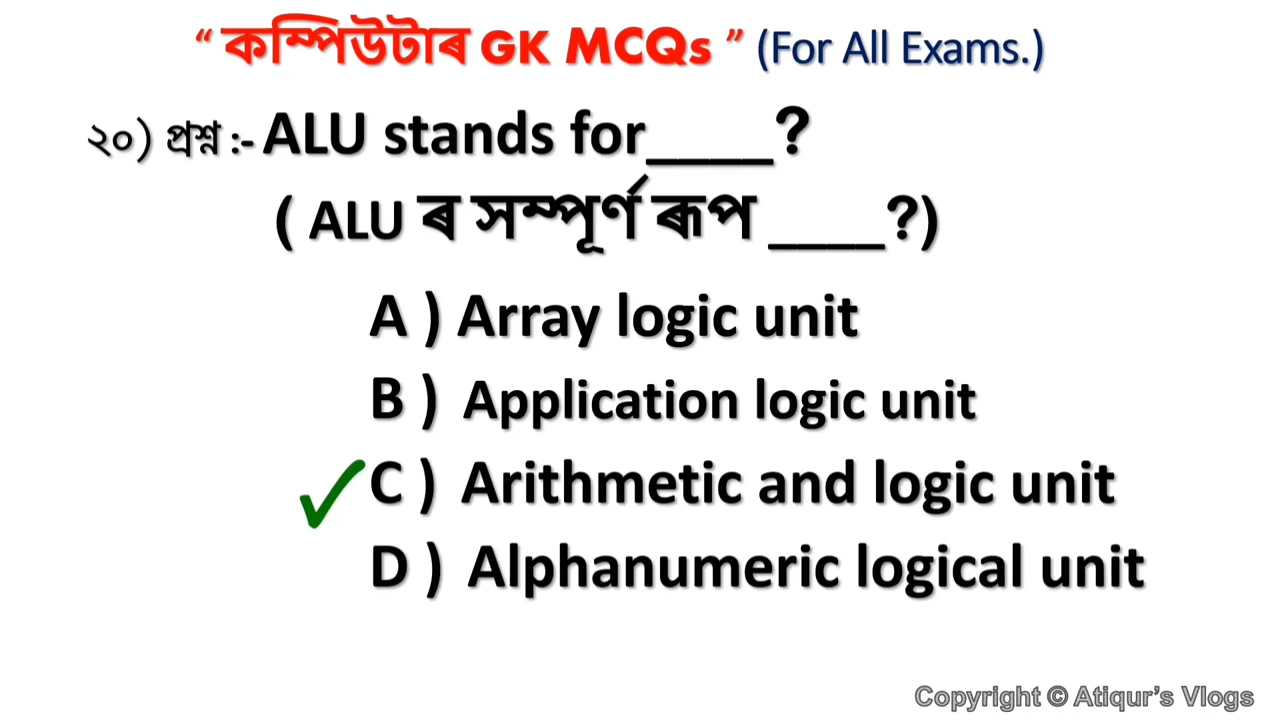 “ কম্পিউটাৰ GK MCQs ” (For All Exams.)
২০) প্ৰশ্ন :- ALU stands for____?
( ALU ৰ সম্পূৰ্ণ ৰূপ ____?)
A ) Array logic unit
B ) Application logic unit
C ) Arithmetic and logic unit
D ) Alphanumeric logical unit
Copyright © Atiqur’s Vlogs